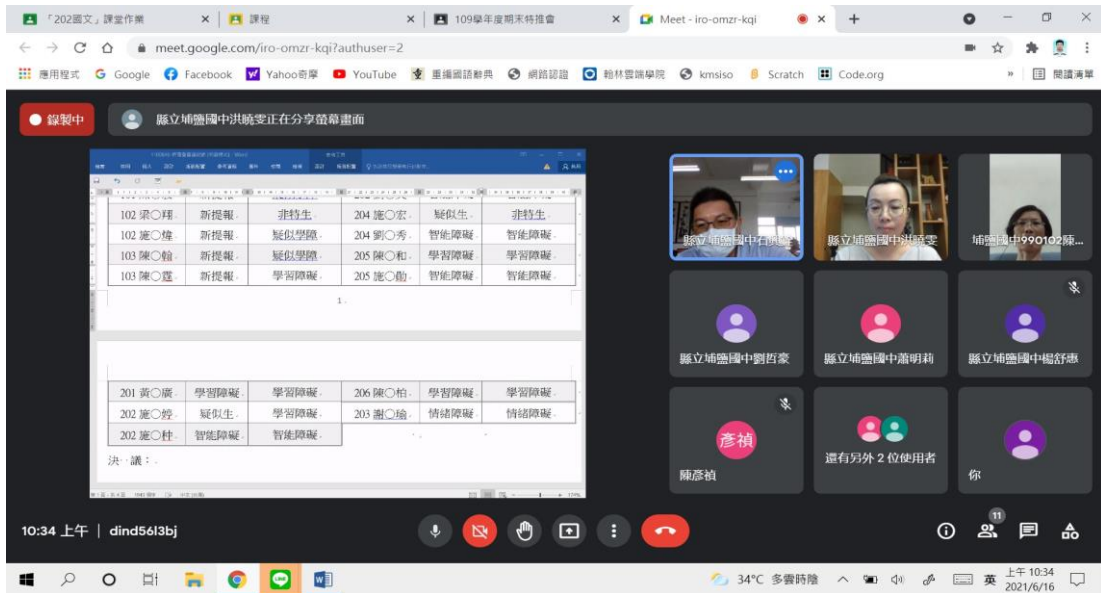 「202國文」課堂作業
課程
109學年度期末特推會
Meet - iro-omzr-kqi
meet.google.com/iro-omzr-kqi?authuser=2
應用程式 Google Facebook Yahoo奇摩 YouTube 重編國語辭典 網路認證 翰林雲端學院 kmsiso Scratch Code.org » 閱讀清單
錄製中
縣立埔鹽國中洪曉雯正在分享螢幕畫面
102 梁○翔 新提報 非特生 204 施○宏 疑似生 非特生
102 施○煒 新提報 疑似學障 204 劉○秀 智能障礙 智能障礙
103 陳○翰 新提報 疑似學障 205 陳○和 學習障礙 學習障礙
103 陳○霆 新提報 學習障礙 205 施○勛 智能障礙 智能障礙
1
201 黃○廣 學習障礙 學習障礙 206 陳○柏 學習障礙 學習障礙
202 施○婷 疑似生 學習障礙 203 謝○瑜 情緒障礙 情緒障礙
202 施○翀 智能障礙 智能障礙
決 議：
縣立埔鹽國中洪曉雯
埔鹽國中990102陳...
縣立埔鹽國中劉哲豪
縣立埔鹽國中蕭明莉
縣立埔鹽國中楊舒惠
彥禎
陳彥禎
還有另外 2 位使用者
你
10:34 上午 | dind56l3bj
11
34°C 多雲時陰
英
上午 10:34
2021/6/16